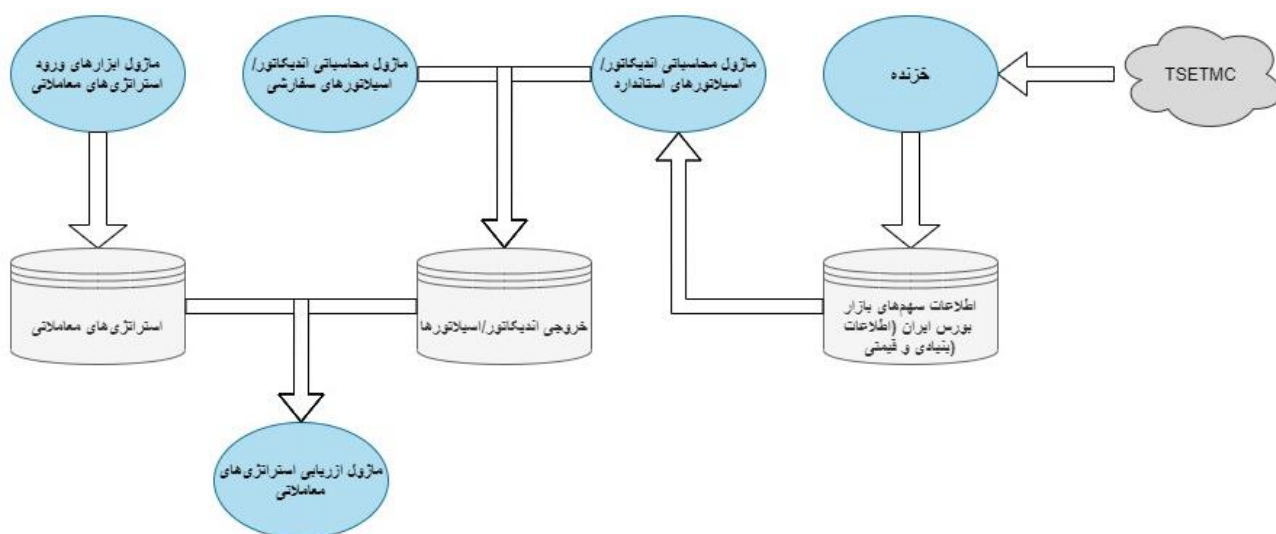 TSETMC
خزنده
ماژول محاسباتی اندیکاتور/
اسیلاتورهای استاندارد
ماژول محاسباتی اندیکاتور/
اسیلاتورهای سفارشی
ماژول ابزارهای ورود
استراتژی‌های معاملاتی
اطلاعات سهم‌های بازار
بورس ایران (اطلاعات
بنیادی و قیمتی)
خروجی اندیکاتور/اسیلاتورها
استراتژی‌های معاملاتی
ماژول ارزیابی استراتژی‌های
معاملاتی